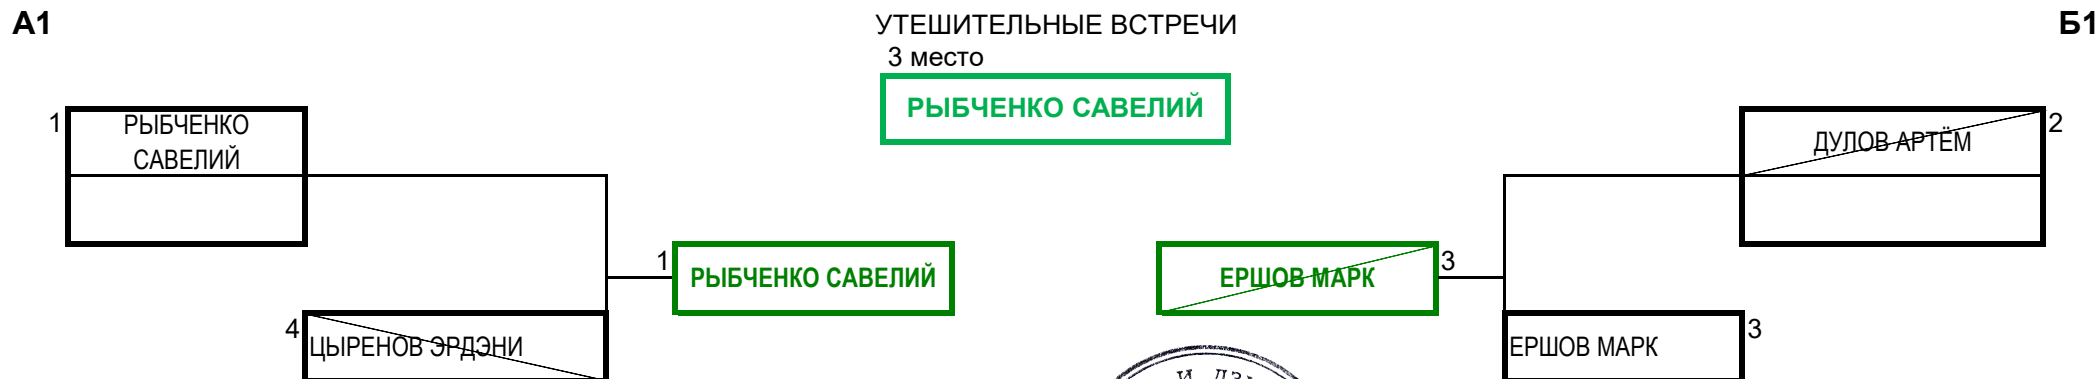 А1
УТЕШИТЕЛЬНЫЕ ВСТРЕЧИ
Б1
3 место
РЫБЧЕНКО САВЕЛИЙ
1
РЫБЧЕНКО
САВЕЛИЙ
ДУЛОВ АРТЁМ
2
1
РЫБЧЕНКО САВЕЛИЙ
ЕРШОВ МАРК
3
4
ЦЫРЕНОВ ЭРДЭНИ
ЕРШОВ МАРК
3